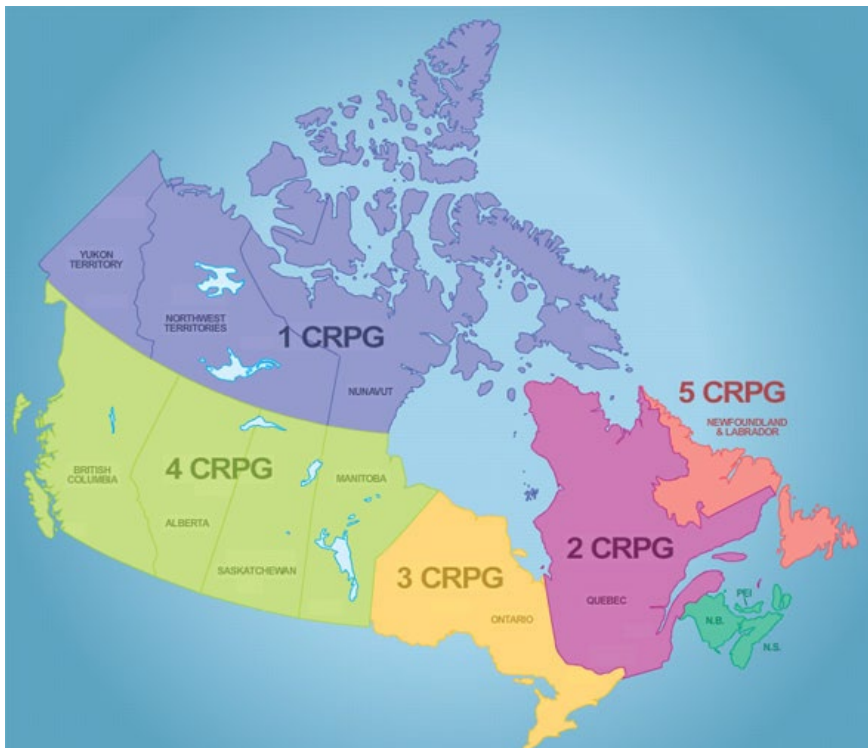 YUKON
TERRITORY
NORTHWEST
TERRITORIES
1 CRPG
NUNAVUT
5 CRPG
NEWFOUNDLAND
& LABRADOR
BRITISH
COLUMBIA
4 CRPG
MANITOBA
ALBERTA
SASKATCHEWAN
3 CRPG
ONTARIO
2 CRPG
QUEBEC
PEI
N.B.
N.S.